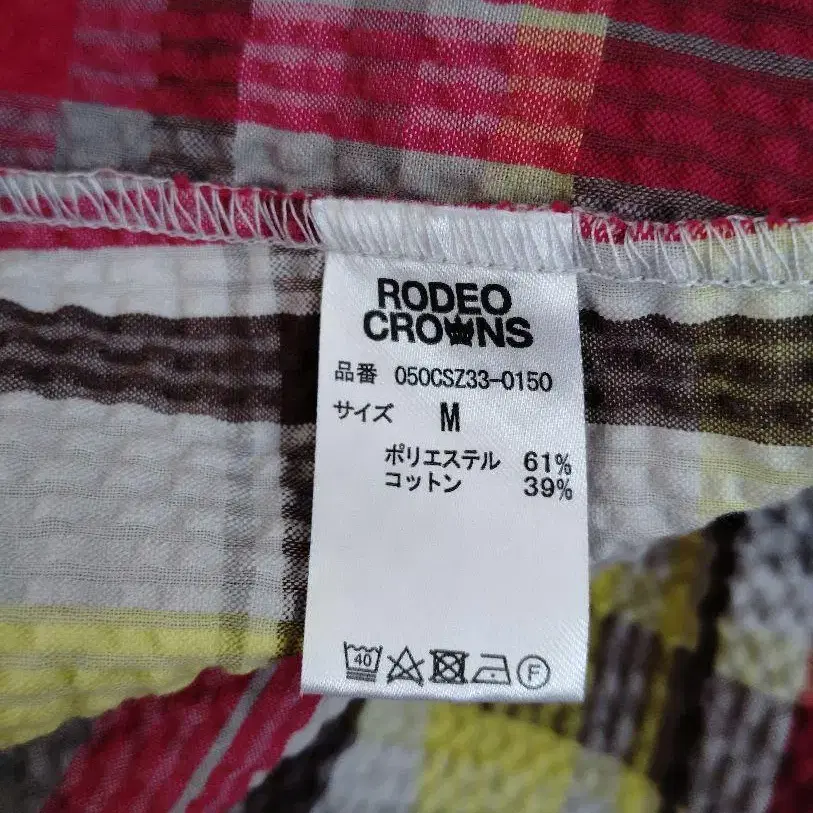 RODEO
CROWNS
品番 050CSZ33-0150
サイズ M
ポリエステル 61%
コットン 39%
40 F